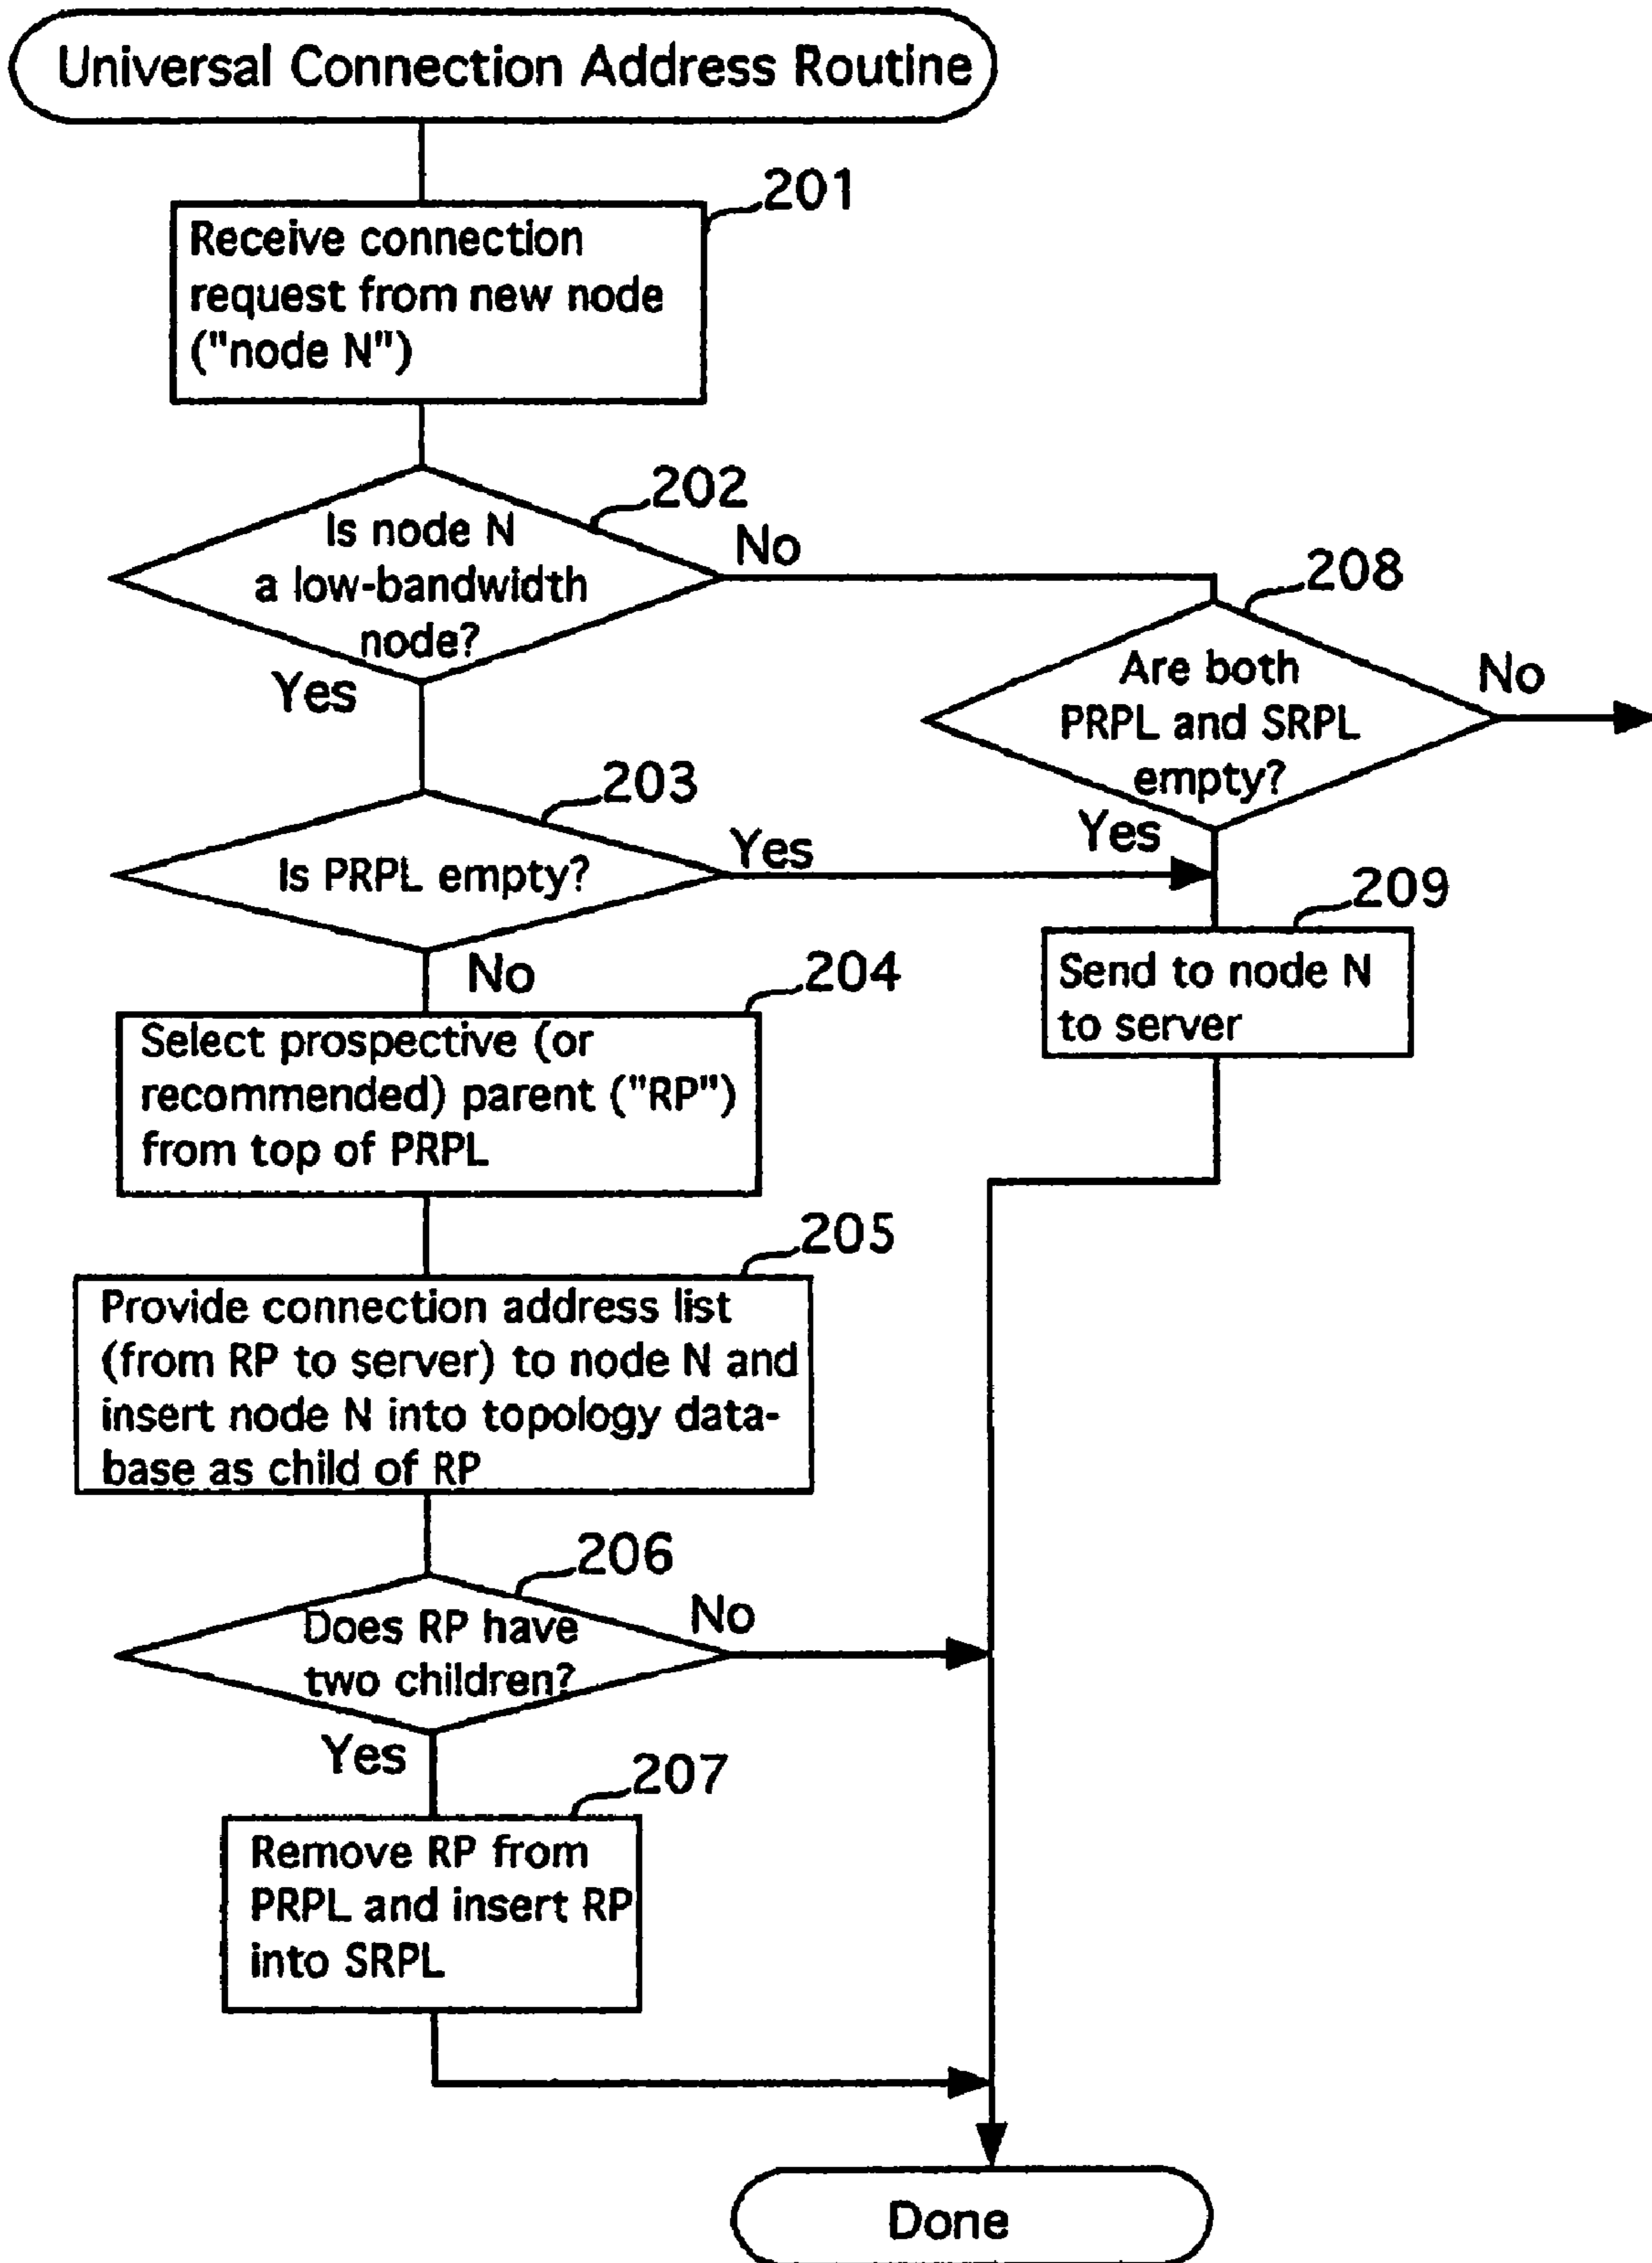 Universal Connection Address Routine
201
Receive connection
request from new node
("node N")
202
Is node N
a low-bandwidth
node?
No
Yes
208
Are both
PRPL and SRPL
empty?
No
Yes
203
Is PRPL empty?
Yes
No
209
Send to node N
to server
204
Select prospective (or
recommended) parent ("RP")
from top of PRPL
205
Provide connection address list
(from RP to server) to node N and
insert node N into topology data-
base as child of RP
206
Does RP have
two children?
No
Yes
207
Remove RP from
PRPL and insert RP
into SRPL
Done